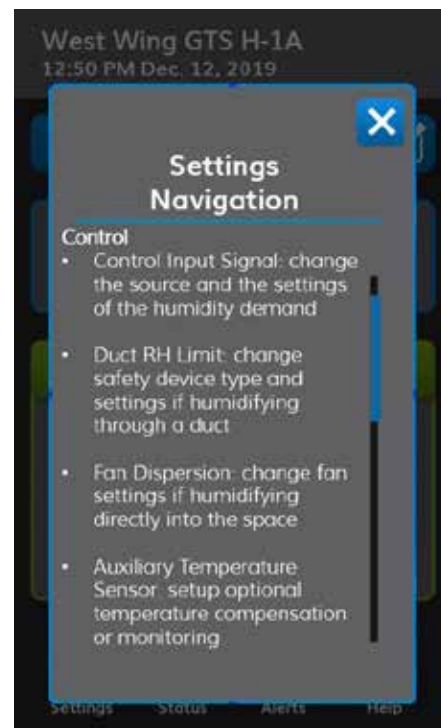 West Wing GTS H-1A
12:50 PM Dec. 12, 2019
Settings
Navigation
Control
• Control Input Signal: change
the source and the settings
of the humidity demand
• Duct RH Limit: change
safety device type and
settings if humidifying
through a duct
• Fan Dispersion: change fan
settings if humidifying
directly into the space
• Auxiliary Temperature
Sensor: setup optional
temperature compensation
or monitoring
Settings Status Alerts Help